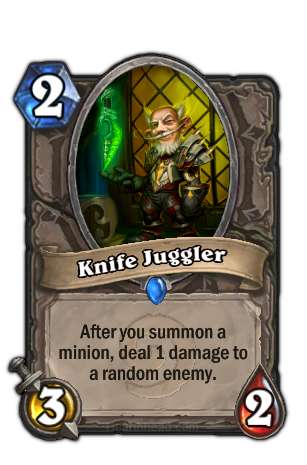 2
Knife Juggler
After you summon a
minion, deal 1 damage to
a random enemy.
3
2